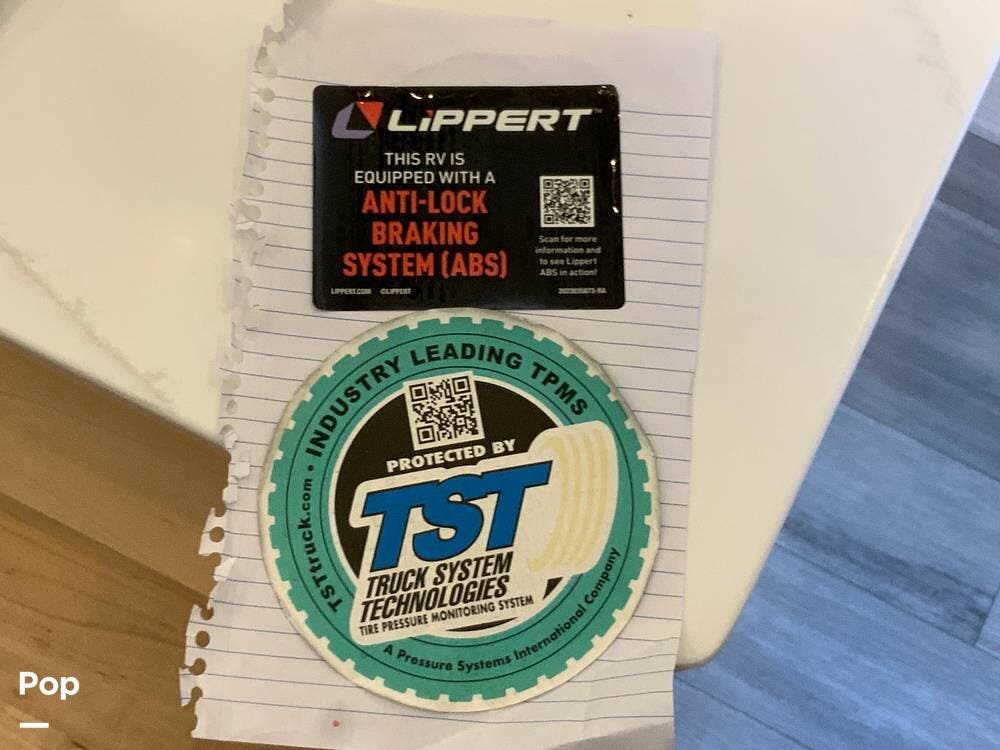 LiPPERT™
THIS RV IS
EQUIPPED WITH A
ANTI-LOCK
BRAKING
SYSTEM (ABS)
Scan for more
information and
to see Lippert
ABS in action!
LIPPERT.COM ©LIPPERT
TSTtruck.com • INDUSTRY LEADING TPMS
PROTECTED BY
TST
TRUCK SYSTEM
TECHNOLOGIES
TIRE PRESSURE MONITORING SYSTEM
A Pressure Systems International Company
Pop